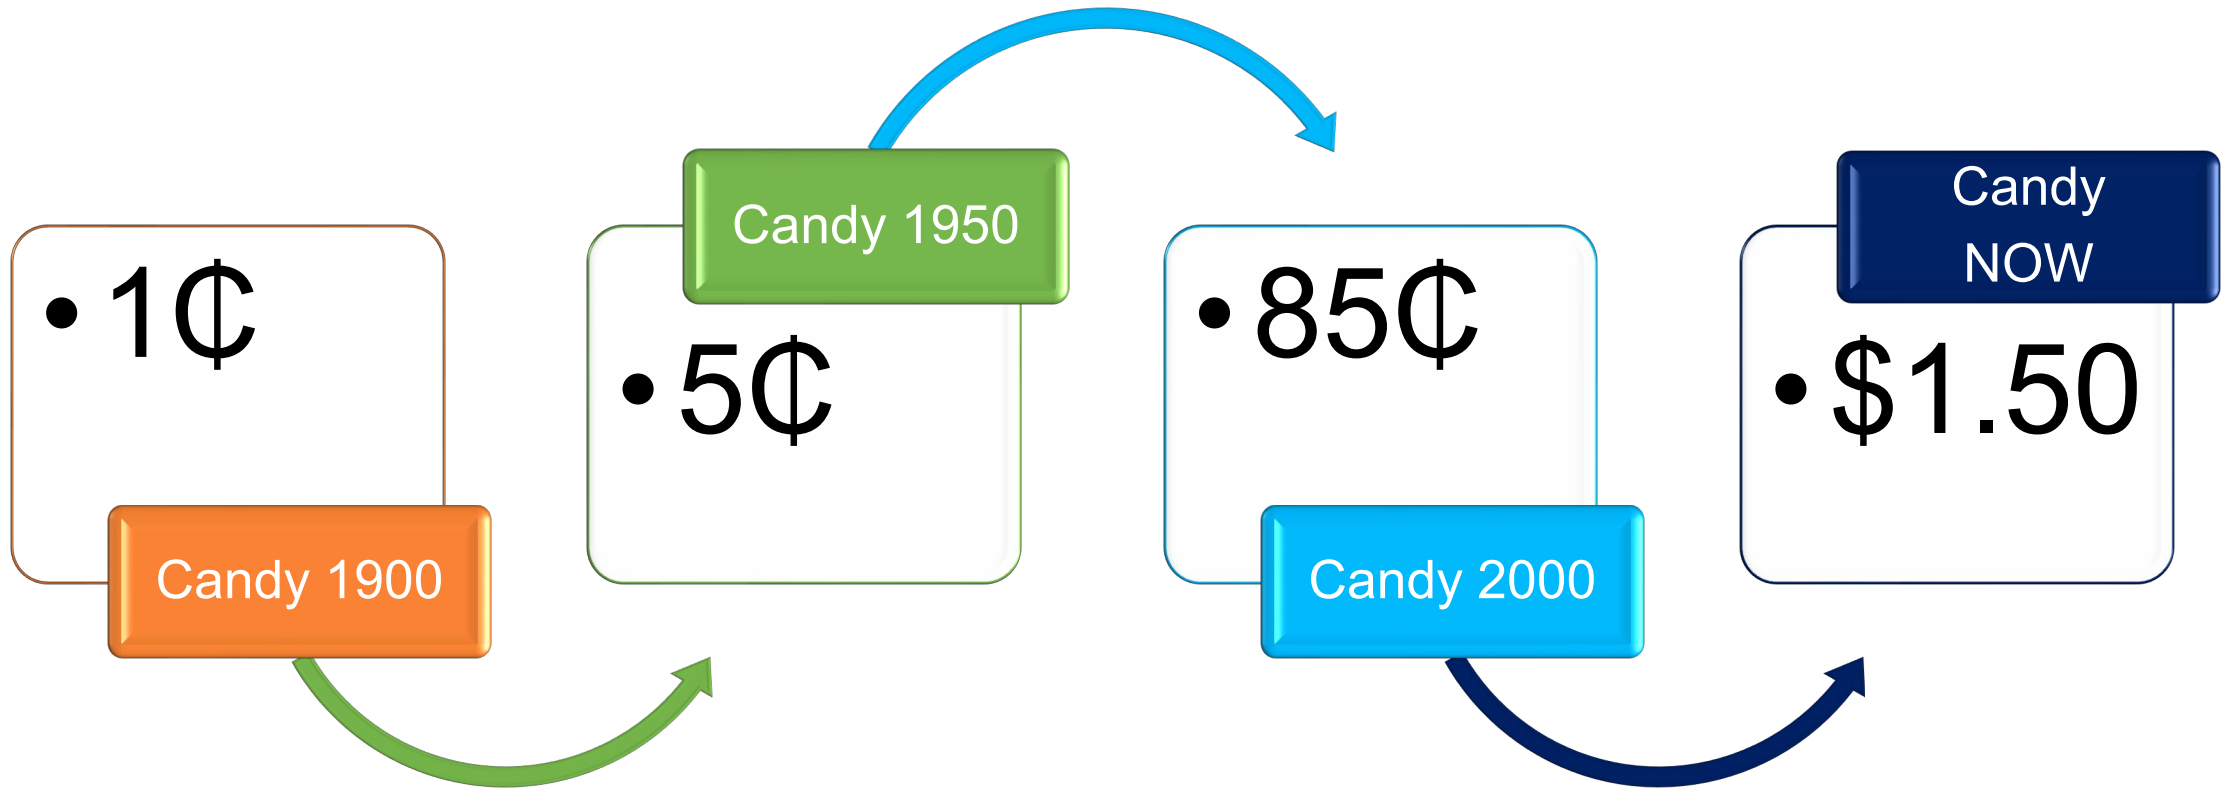 • 1₵
Candy 1900
Candy 1950
• 5₵
• 85₵
Candy 2000
Candy
NOW
• $1.50